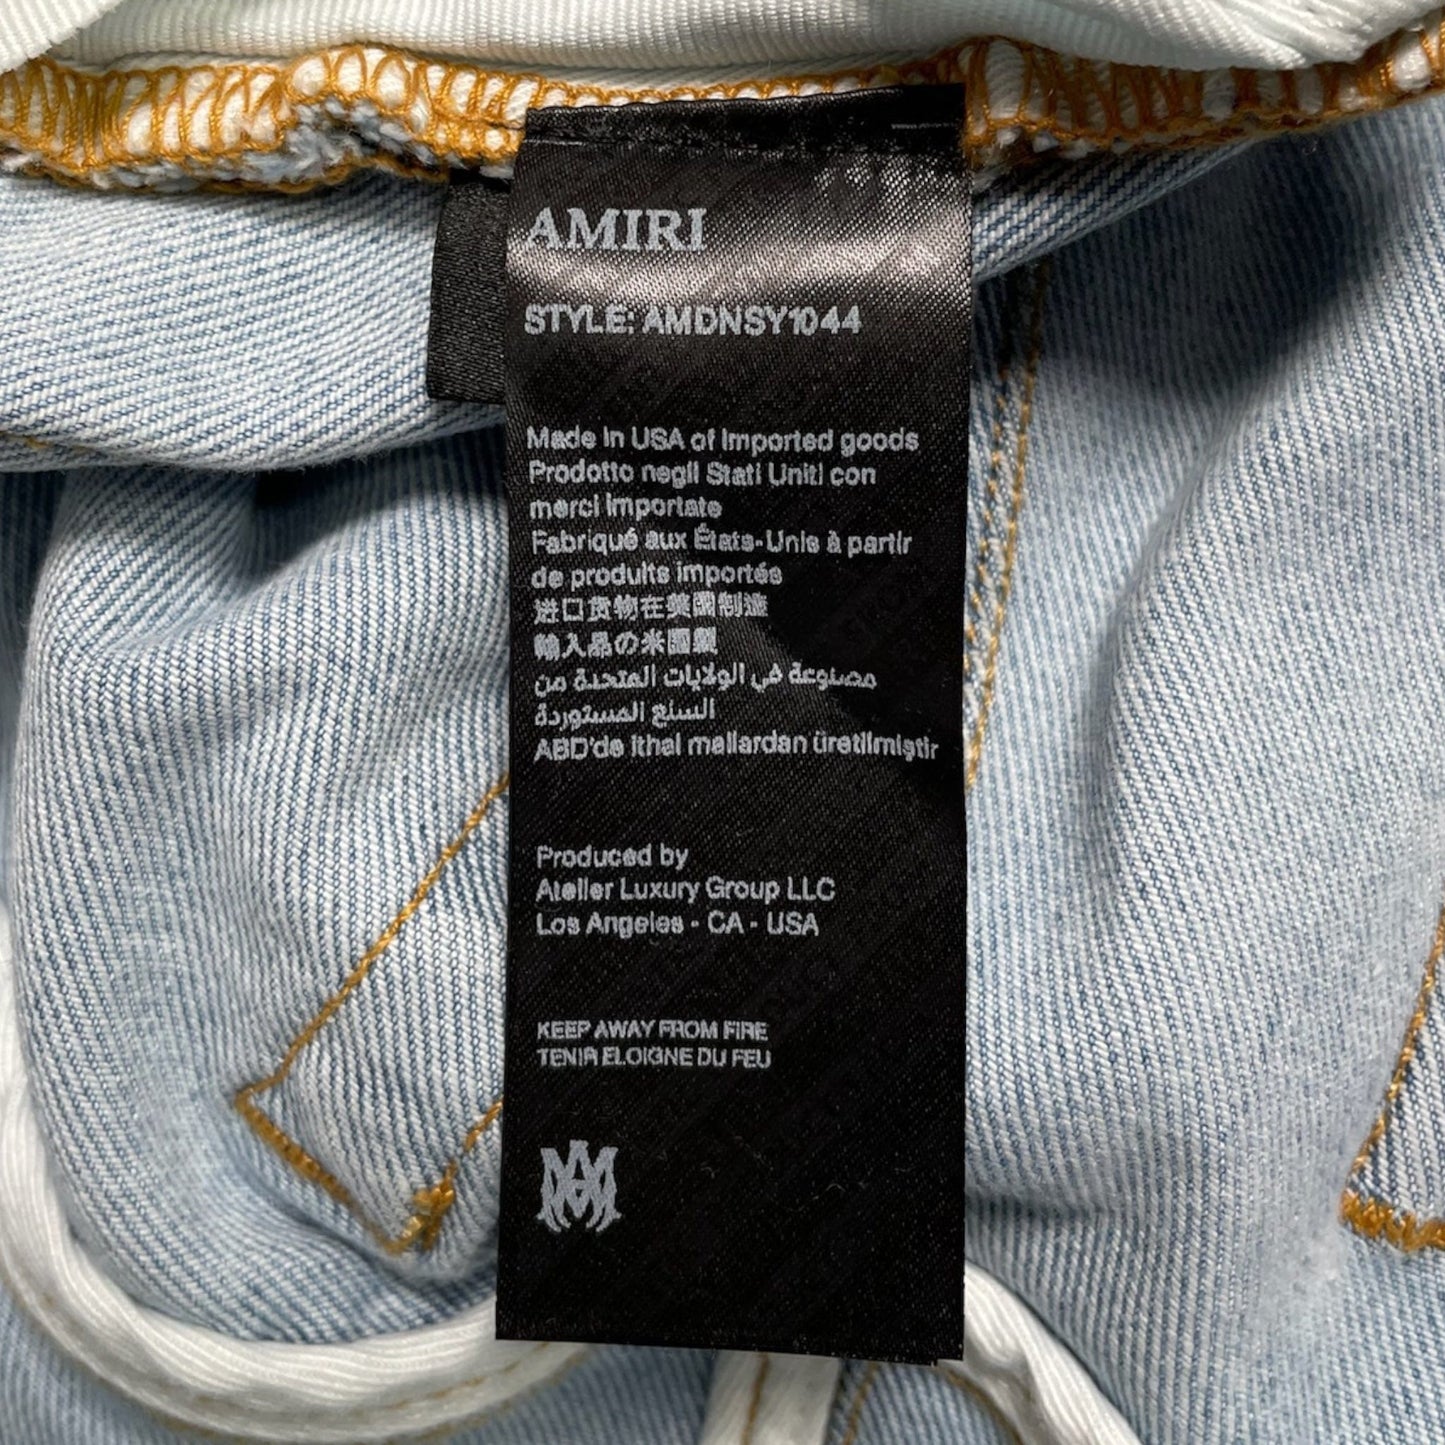 AMIRI
STYLE: AMDNSY1044
Made in USA of Imported goods
Prodotto negli Stati Uniti con
merci importate
Fabriqué aux États-Unis à partir
de produits importés
进口货物在美国制造
輸入品の米国製
مصنوعة في الولايات المتحدة من
السلع المستوردة
ABD'de ithal mallardan üretilmiştir
Produced by
Atelier Luxury Group LLC
Los Angeles - CA - USA
KEEP AWAY FROM FIRE
TENIR ELOIGNE DU FEU